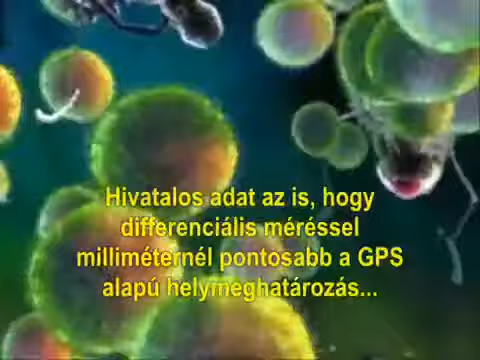 Hivatalos adat az is, hogy
differenciális méréssel
milliméternél pontosabb a GPS
alapú helymeghatározás...